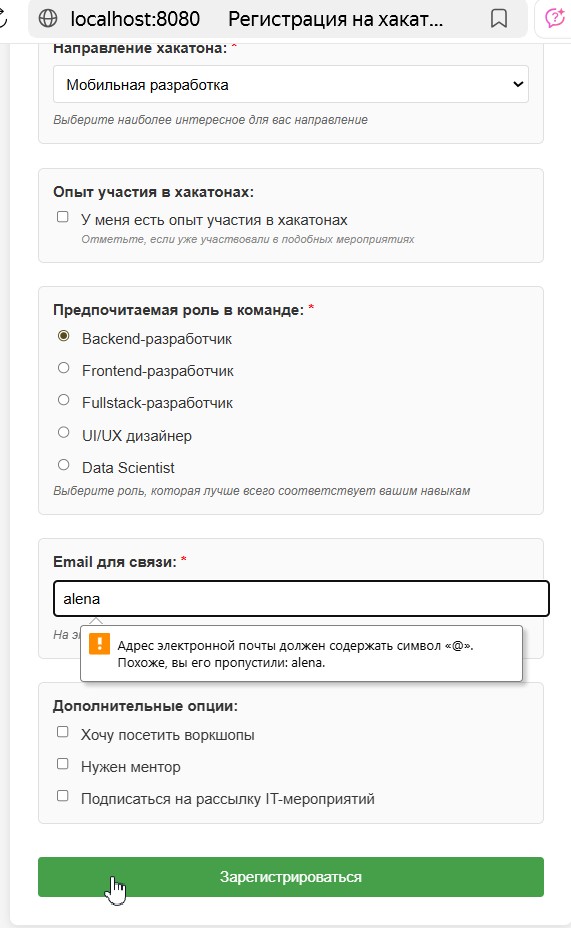 localhost:8080 Регистрация на хакат...
Направление хакатона: *
Мобильная разработка
Выберите наиболее интересное для вас направление
Опыт участия в хакатонах:
У меня есть опыт участия в хакатонах
Отметьте, если уже участвовали в подобных мероприятиях
Предпочитаемая роль в команде: *
Backend-разработчик
Frontend-разработчик
Fullstack-разработчик
UI/UX дизайнер
Data Scientist
Выберите роль, которая лучше всего соответствует вашим навыкам
Email для связи: *
alena
На
Адрес электронной почты должен содержать символ «@».
Похоже, вы его пропустили: alena.
Дополнительные опции:
Хочу посетить воркшопы
Нужен ментор
Подписаться на рассылку IT-мероприятий
Зарегистрироваться